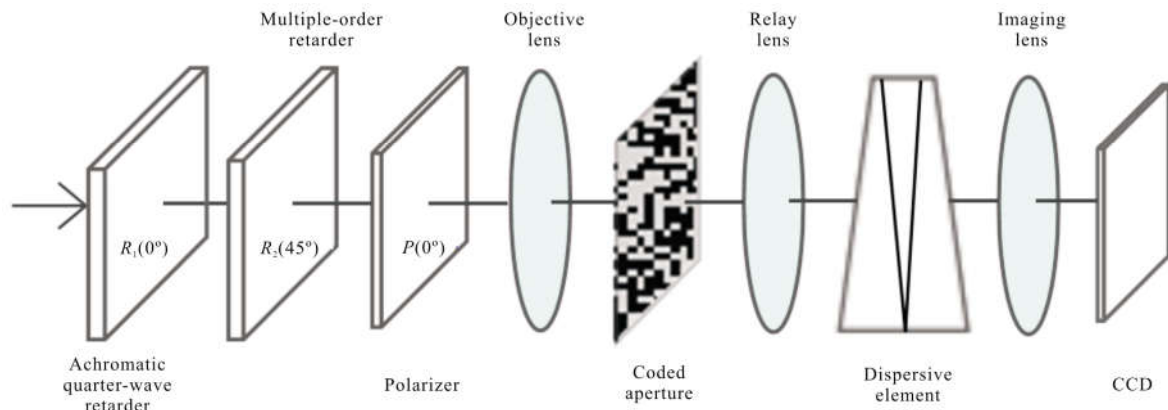 Multiple-order
retarder
Objective
lens
Relay
lens
Imaging
lens
R₁(0°)
R₂(45°)
P(0°)
Achromatic
quarter-wave
retarder
Polarizer
Coded
aperture
Dispersive
element
CCD